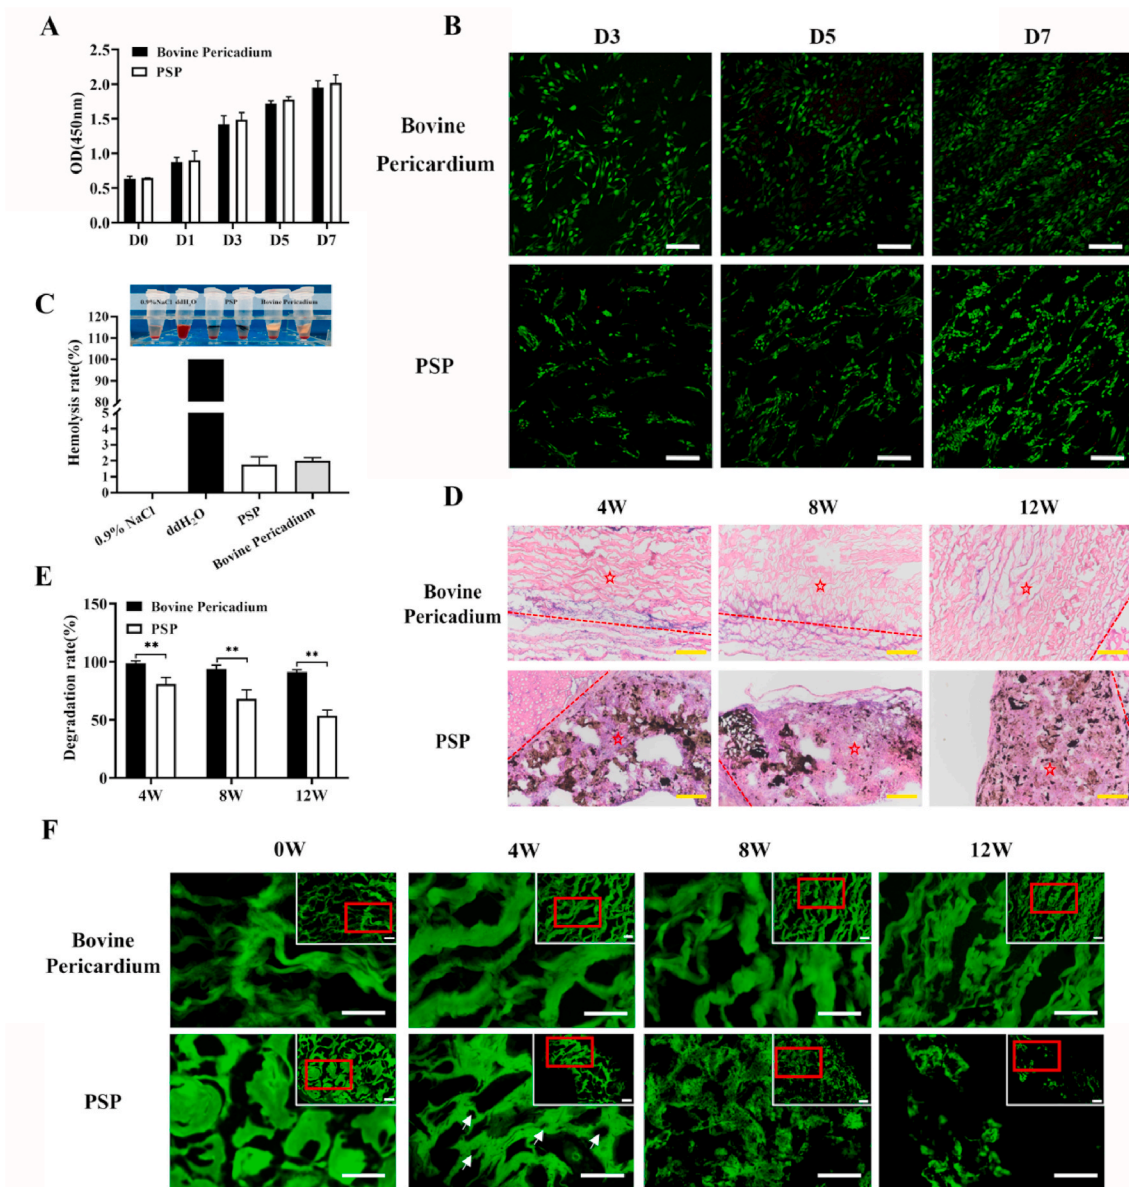 A
2.5
2.0
1.5
1.0
0.5
0.0
OD(450nm)
Bovine Pericadium
PSP
D0 D1 D3 D5 D7
B
D3 D5 D7
Bovine
Pericardium
PSP
C
0.9%NaCl ddH2O PSP Bovine Pericadium
120
110
100
90
80
5
4
3
2
1
0
Hemolysis rate(%)
0.9% NaCl ddH2O PSP Bovine Pericadium
D
4W 8W 12W
Bovine
Pericadium
PSP
E
150
100
50
0
Degradation rate(%)
Bovine Pericadium
PSP
** ** **
4W 8W 12W
F
0W 4W 8W 12W
Bovine
Pericardium
PSP